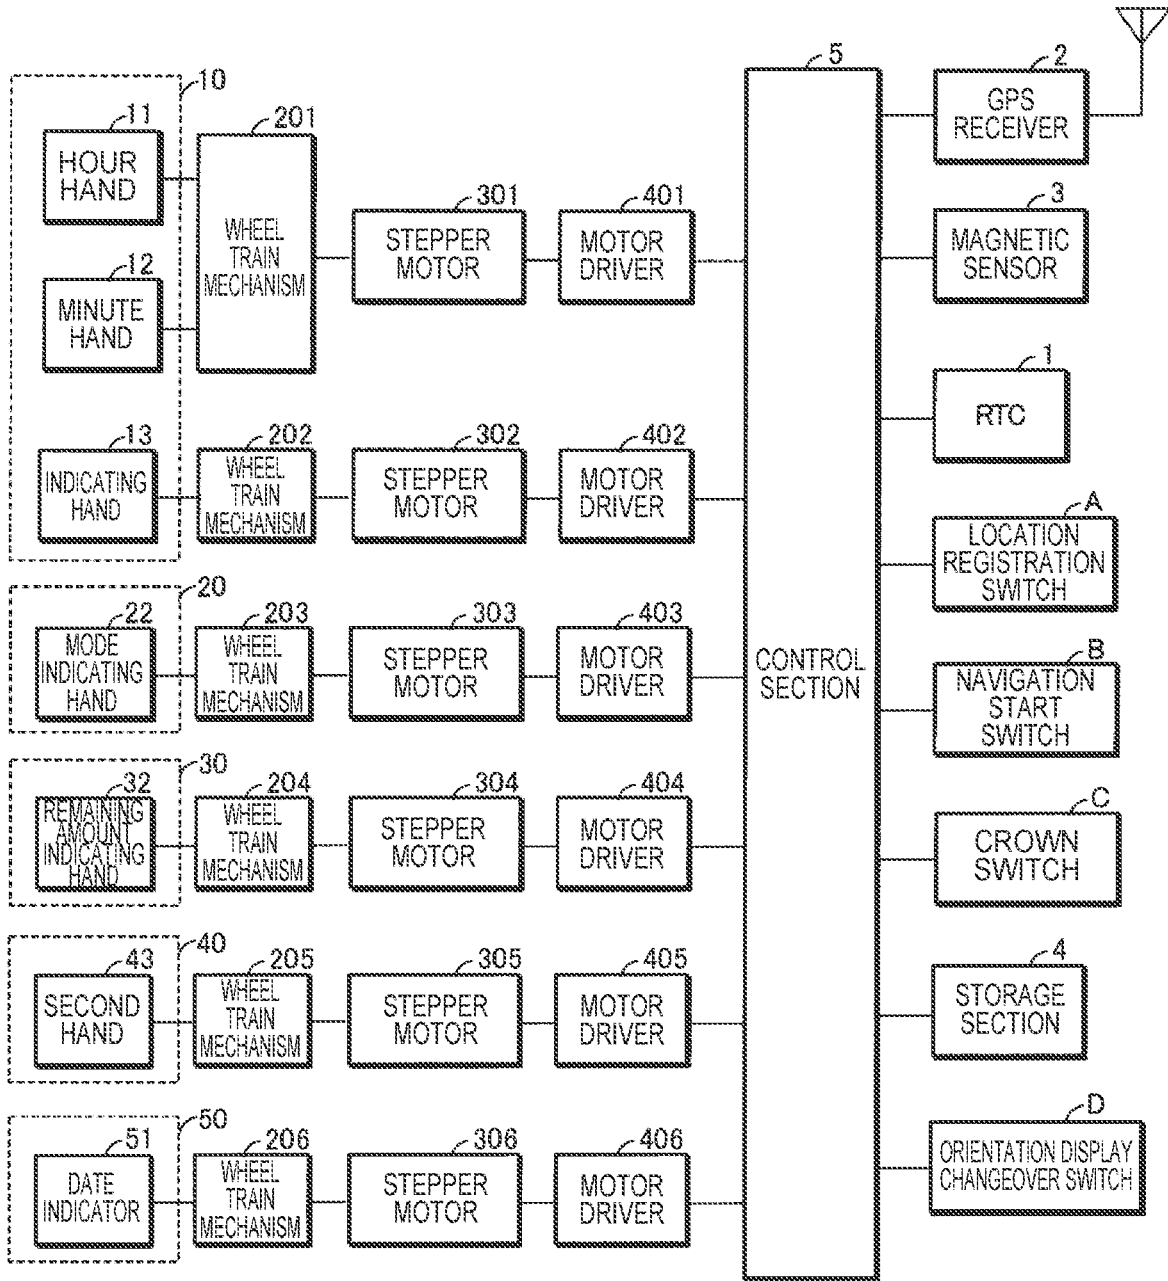 5
2
GPS
RECEIVER
10
11
HOUR
HAND
201
WHEEL
TRAIN
MECHANISM
301
STEPPER
MOTOR
401
MOTOR
DRIVER
3
MAGNETIC
SENSOR
12
MINUTE
HAND
1
RTC
13
INDICATING
HAND
202
WHEEL
TRAIN
MECHANISM
302
STEPPER
MOTOR
402
MOTOR
DRIVER
A
LOCATION
REGISTRATION
SWITCH
20
22
MODE
INDICATING
HAND
203
WHEEL
TRAIN
MECHANISM
303
STEPPER
MOTOR
403
MOTOR
DRIVER
CONTROL
SECTION
B
NAVIGATION
START
SWITCH
30
32
REMAINING
AMOUNT
INDICATING
HAND
204
WHEEL
TRAIN
MECHANISM
304
STEPPER
MOTOR
404
MOTOR
DRIVER
C
CROWN
SWITCH
40
43
SECOND
HAND
205
WHEEL
TRAIN
MECHANISM
305
STEPPER
MOTOR
405
MOTOR
DRIVER
4
STORAGE
SECTION
50
51
DATE
INDICATOR
206
WHEEL
TRAIN
MECHANISM
306
STEPPER
MOTOR
406
MOTOR
DRIVER
D
ORIENTATION DISPLAY
CHANGEOVER SWITCH